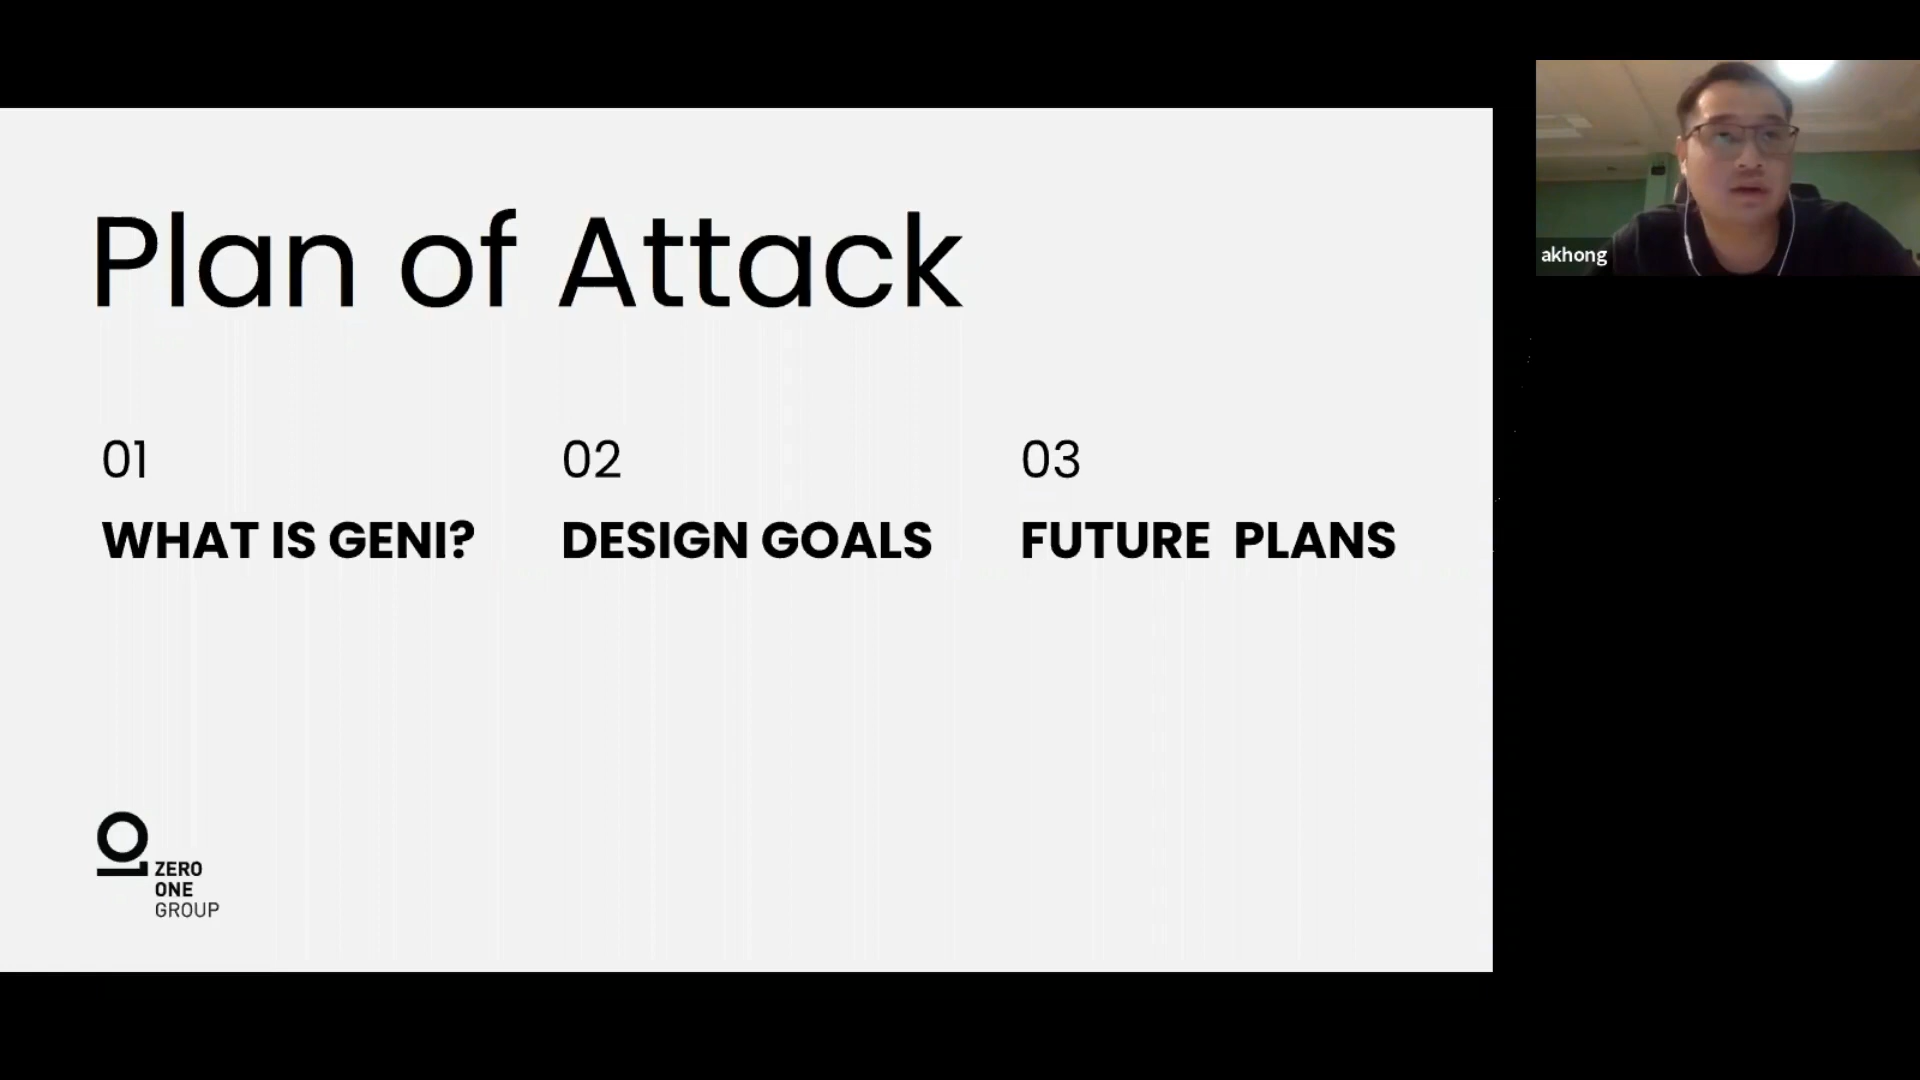 Plan of Attack
01
WHAT IS GENI?
02
DESIGN GOALS
03
FUTURE PLANS
ZERO
ONE
GROUP
akhong